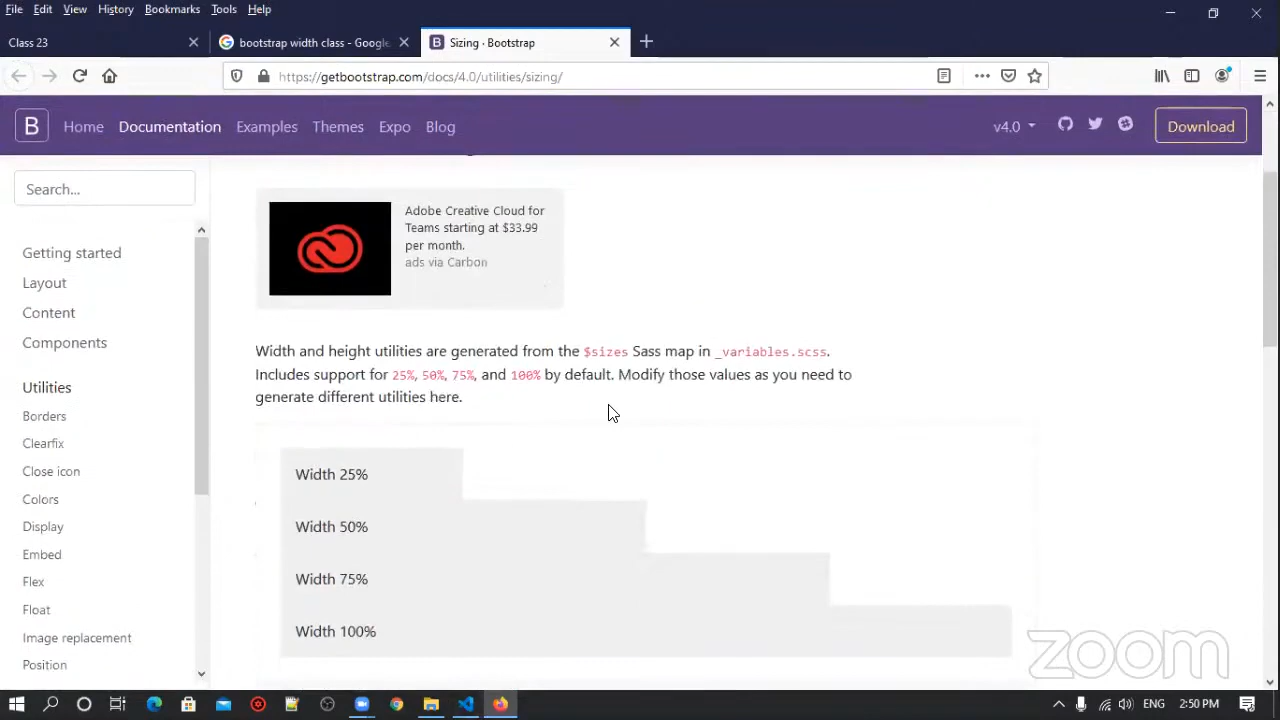 File Edit View History Bookmarks Tools Help
Class 23
bootstrap width class - Google
Sizing · Bootstrap
https://getbootstrap.com/docs/4.0/utilities/sizing/
B Home Documentation Examples Themes Expo Blog v4.0 Download
Search...
Getting started
Layout
Content
Components
Utilities
Borders
Clearfix
Close icon
Colors
Display
Embed
Flex
Float
Image replacement
Position
Adobe Creative Cloud for
Teams starting at $33.99
per month.
ads via Carbon
Width and height utilities are generated from the $sizes Sass map in _variables.scss.
Includes support for 25%, 50%, 75%, and 100% by default. Modify those values as you need to
generate different utilities here.
Width 25%
Width 50%
Width 75%
Width 100%
zoom
ENG 2:50 PM